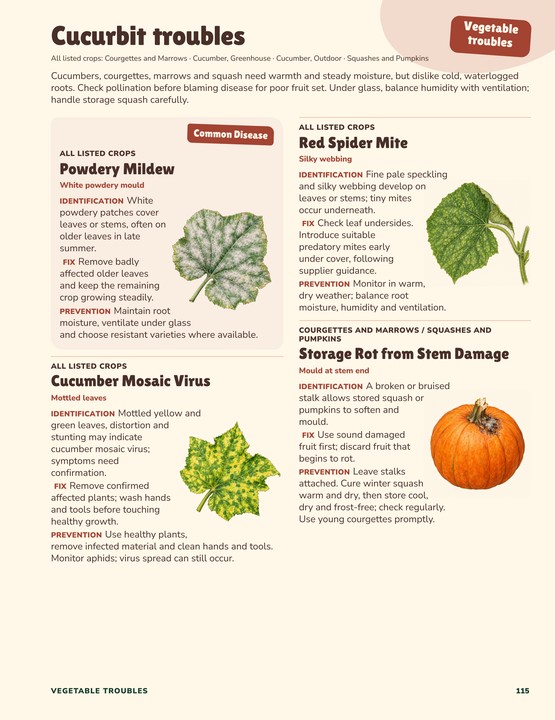 Cucurbit troubles
Vegetable
troubles
All listed crops: Courgettes and Marrows · Cucumber, Greenhouse · Cucumber, Outdoor · Squashes and Pumpkins
Cucumbers, courgettes, marrows and squash need warmth and steady moisture, but dislike cold, waterlogged
roots. Check pollination before blaming disease for poor fruit set. Under glass, balance humidity with ventilation;
handle storage squash carefully.
Common Disease
ALL LISTED CROPS
Powdery Mildew
White powdery mould
IDENTIFICATION White
powdery patches cover
leaves or stems, often on
older leaves in late
summer.
FIX Remove badly
affected older leaves
and keep the remaining
crop growing steadily.
PREVENTION Maintain root
moisture, ventilate under glass
and choose resistant varieties where available.
ALL LISTED CROPS
Cucumber Mosaic Virus
Mottled leaves
IDENTIFICATION Mottled yellow and
green leaves, distortion and
stunting may indicate
cucumber mosaic virus;
symptoms need
confirmation.
FIX Remove confirmed
affected plants; wash hands
and tools before touching
healthy growth.
PREVENTION Use healthy plants,
remove infected material and clean hands and tools.
Monitor aphids; virus spread can still occur.
ALL LISTED CROPS
Red Spider Mite
Silky webbing
IDENTIFICATION Fine pale speckling
and silky webbing develop on
leaves or stems; tiny mites
occur underneath.
FIX Check leaf undersides.
Introduce suitable
predatory mites early
under cover, following
supplier guidance.
PREVENTION Monitor in warm,
dry weather; balance root
moisture, humidity and ventilation.
COURGETTES AND MARROWS / SQUASHES AND
PUMPKINS
Storage Rot from Stem Damage
Mould at stem end
IDENTIFICATION A broken or bruised
stalk allows stored squash or
pumpkins to soften and
mould.
FIX Use sound damaged
fruit first; discard fruit that
begins to rot.
PREVENTION Leave stalks
attached. Cure winter squash
warm and dry, then store cool,
dry and frost-free; check regularly.
Use young courgettes promptly.
VEGETABLE TROUBLES
115